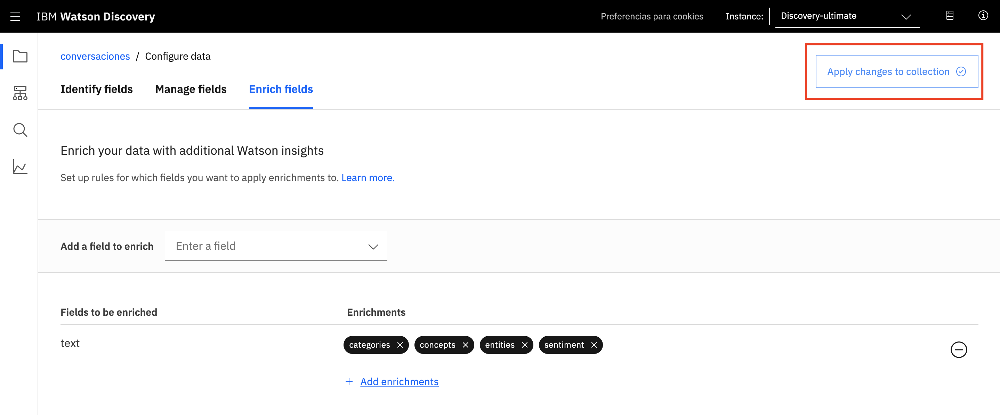 IBM Watson Discovery
Preferencias para cookies
Instance:
Discovery-ultimate
conversaciones / Configure data
Apply changes to collection
Identify fields
Manage fields
Enrich fields
Enrich your data with additional Watson insights
Set up rules for which fields you want to apply enrichments to. Learn more.
Add a field to enrich
Enter a field
Fields to be enriched
Enrichments
text
categories
concepts
entities
sentiment
+ Add enrichments